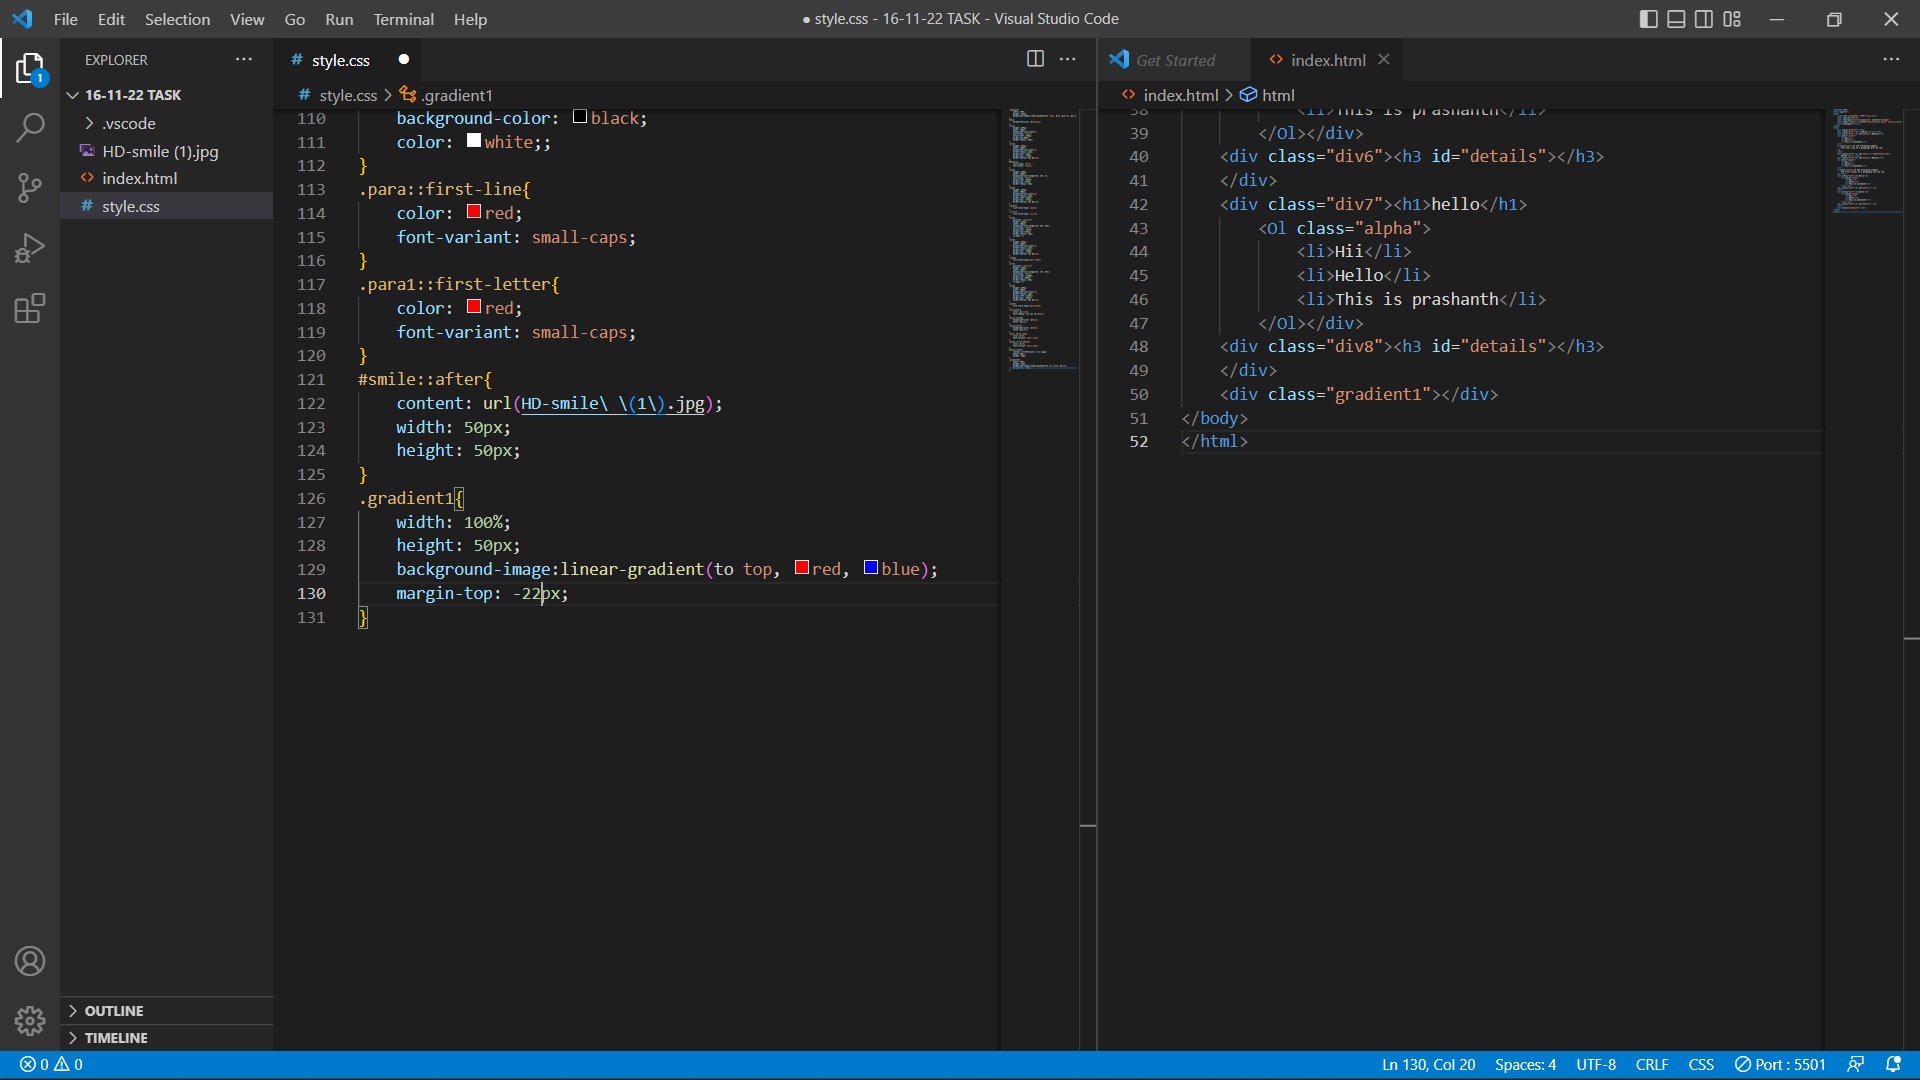 File Edit Selection View Go Run Terminal Help
● style.css - 16-11-22 TASK - Visual Studio Code
EXPLORER
1
16-11-22 TASK
.vscode
HD-smile (1).jpg
index.html
# style.css
OUTLINE
TIMELINE
# style.css
# style.css > .gradient1
110 background-color: black;
111 color: white;;
112 }
113 .para::first-line{
114 color: red;
115 font-variant: small-caps;
116 }
117 .para1::first-letter{
118 color: red;
119 font-variant: small-caps;
120 }
121 #smile::after{
122 content: url(HD-smile\ \(1\).jpg);
123 width: 50px;
124 height: 50px;
125 }
126 .gradient1{
127 width: 100%;
128 height: 50px;
129 background-image:linear-gradient(to top, red, blue);
130 margin-top: -22px;
131 }
Get Started
index.html
index.html > html
38 <li>This is prashanth</li>
39 </Ol></div>
40 <div class="div6"><h3 id="details"></h3>
41 </div>
42 <div class="div7"><h1>hello</h1>
43 <Ol class="alpha">
44 <li>Hii</li>
45 <li>Hello</li>
46 <li>This is prashanth</li>
47 </Ol></div>
48 <div class="div8"><h3 id="details"></h3>
49 </div>
50 <div class="gradient1"></div>
51 </body>
52 </html>
0 0
Ln 130, Col 20 Spaces: 4 UTF-8 CRLF CSS Port : 5501